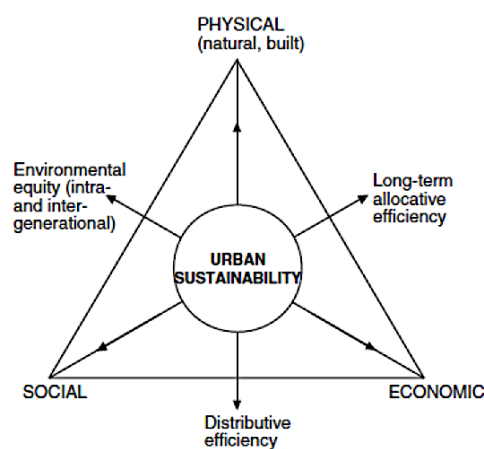 PHYSICAL
(natural, built)
Environmental
equity (intra-
and inter-
generational)
Long-term
allocative
efficiency
URBAN
SUSTAINABILITY
SOCIAL
ECONOMIC
Distributive
efficiency